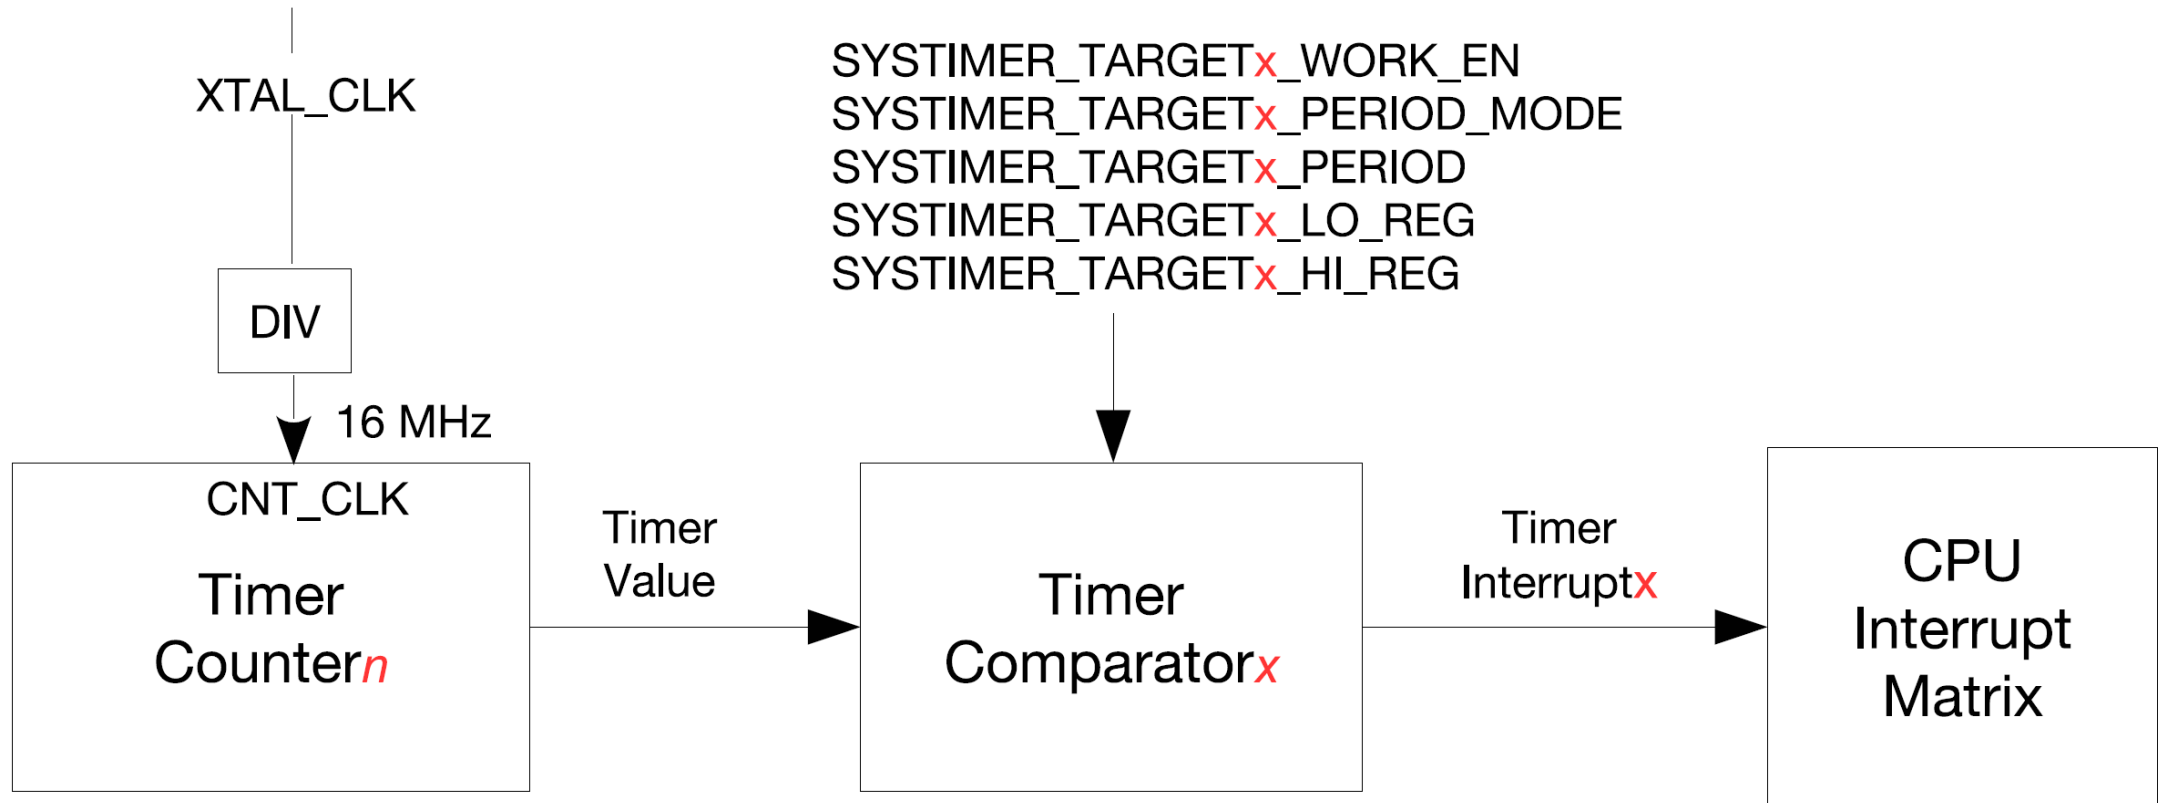 XTAL_CLK
DIV
16 MHz
CNT_CLK
Timer
Countern
Timer
Value
SYSTIMER_TARGETx_WORK_EN
SYSTIMER_TARGETx_PERIOD_MODE
SYSTIMER_TARGETx_PERIOD
SYSTIMER_TARGETx_LO_REG
SYSTIMER_TARGETx_HI_REG
Timer
Comparatorx
Timer
Interruptx
CPU
Interrupt
Matrix